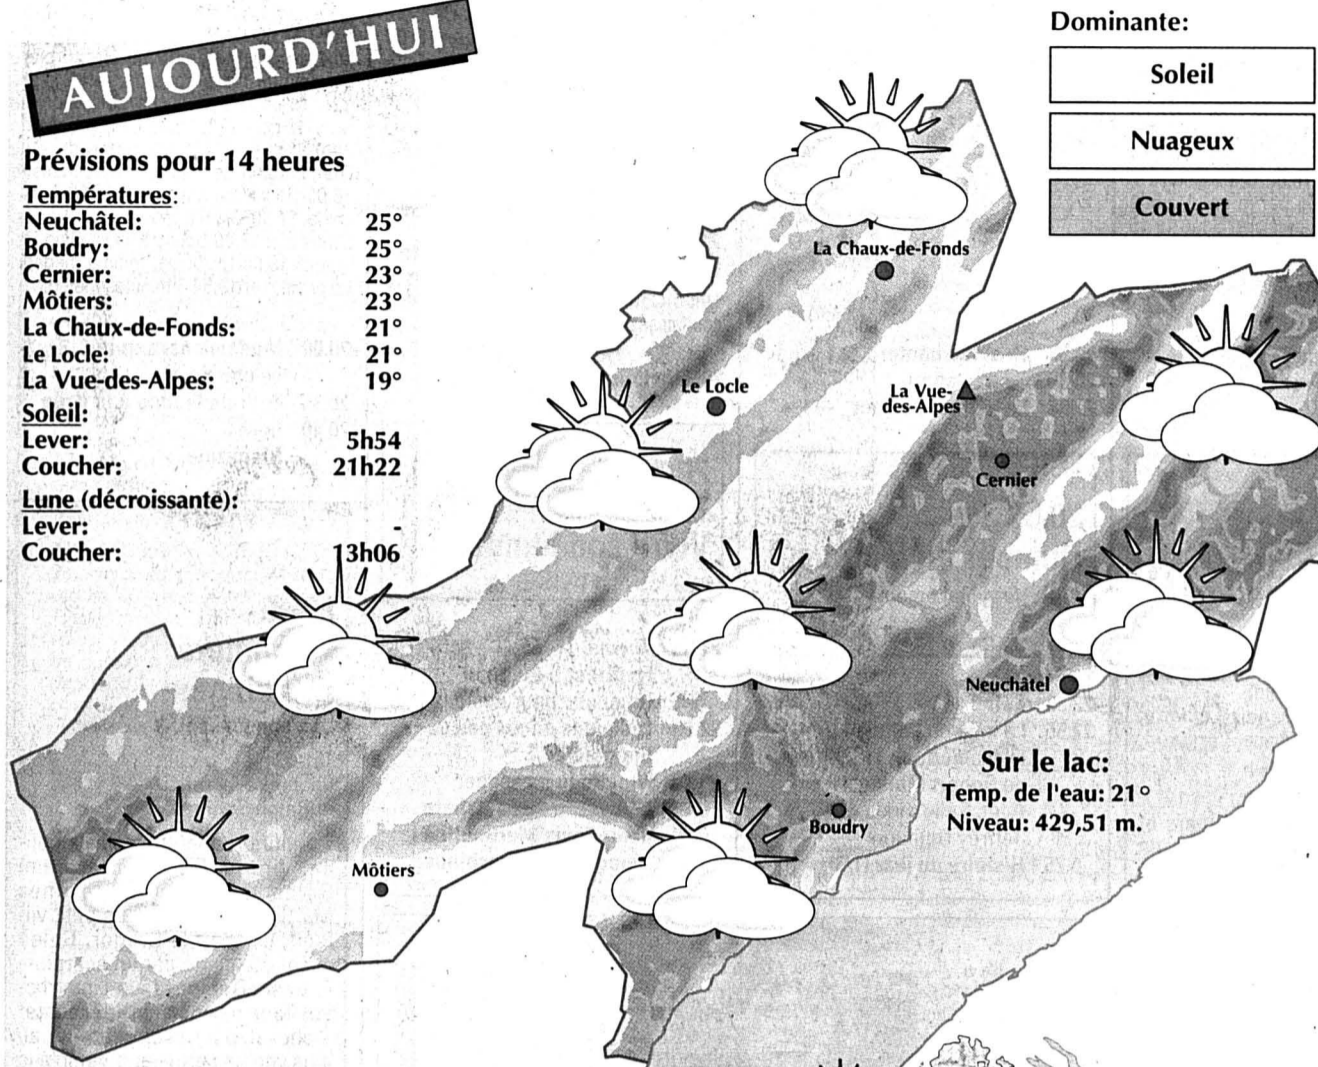 AUJOURD'HUI
Prévisions pour 14 heures
Températures:
Neuchâtel: 25°
Boudry: 25°
Cernier: 23°
Môtiers: 23°
La Chaux-de-Fonds: 21°
Le Locle: 21°
La Vue-des-Alpes: 19°
Soleil:
Lever: 5h54
Coucher: 21h22
Lune (décroissante):
Lever: -
Coucher: 13h06
Dominante:
Soleil
Nuageux
Couvert
La Chaux-de-Fonds
Le Locle
La Vue-
des-Alpes
Cernier
Neuchâtel
Sur le lac:
Temp. de l'eau: 21°
Niveau: 429,51 m.
Boudry
Môtiers